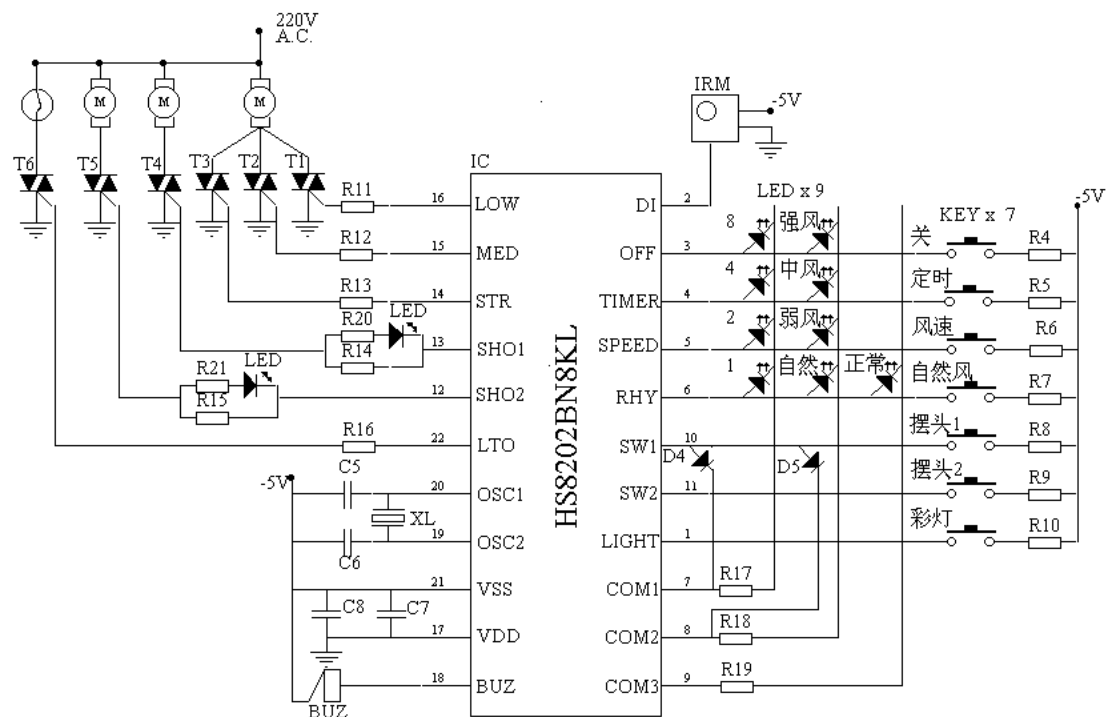 220V
A.C.
IRM
-5V
M
M
M
T6
T5
T4
T3
T2
T1
IC
HS8202BN8KL
R11
16
LOW
R12
15
MED
R13
14
STR
R20
LED
R14
13
SHO1
R21
LED
R15
12
SHO2
R16
22
LTO
-5V
C5
20
OSC1
XL
C6
19
OSC2
21
VSS
C8
C7
17
VDD
18
BUZ
BUZ
DI
2
LED x 9
KEY x 7
-5V
OFF
3
8
强风
关
R4
TIMER
4
4
中风
定时
R5
SPEED
5
2
弱风
风速
R6
RHY
6
1
自然
正常
自然风
R7
SW1
10
D4
D5
摆头1
R8
SW2
11
摆头2
R9
LIGHT
1
彩灯
R10
COM1
7
R17
COM2
8
R18
COM3
9
R19